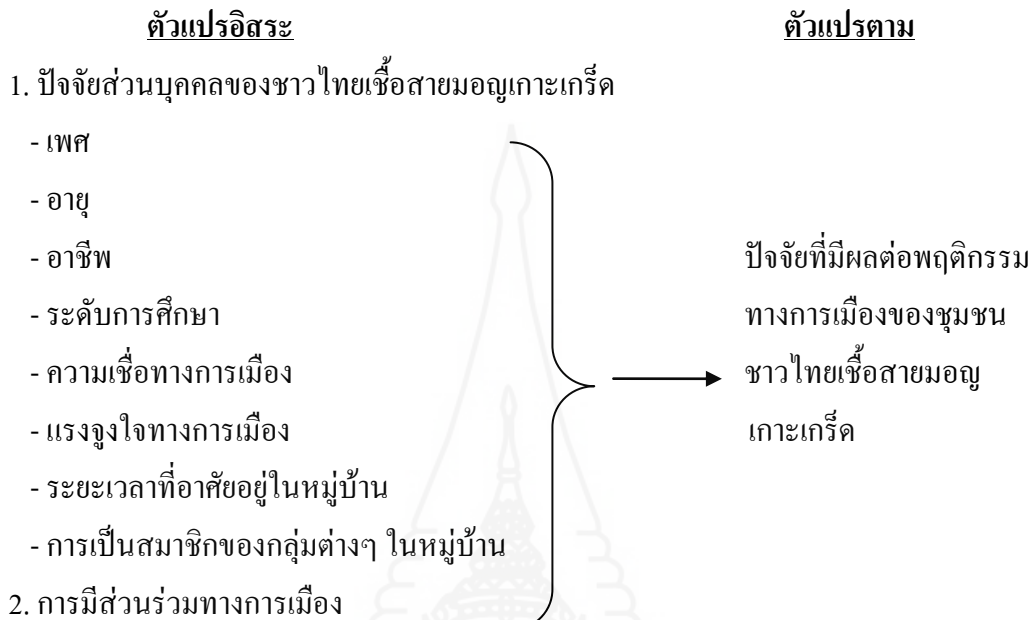 ตัวแปรอิสระ ตัวแปรตาม
1. ปัจจัยส่วนบุคคลของชาวไทยเชื้อสายมอญเกาะเกร็ด
- เพศ
- อายุ
- อาชีพ
- ระดับการศึกษา
- ความเชื่อทางการเมือง
- แรงจูงใจทางการเมือง
- ระยะเวลาที่อาศัยอยู่ในหมู่บ้าน
- การเป็นสมาชิกของกลุ่มต่างๆ ในหมู่บ้าน
2. การมีส่วนร่วมทางการเมือง
ปัจจัยที่มีผลต่อพฤติกรรม
ทางการเมืองของชุมชน
ชาวไทยเชื้อสายมอญ
เกาะเกร็ด